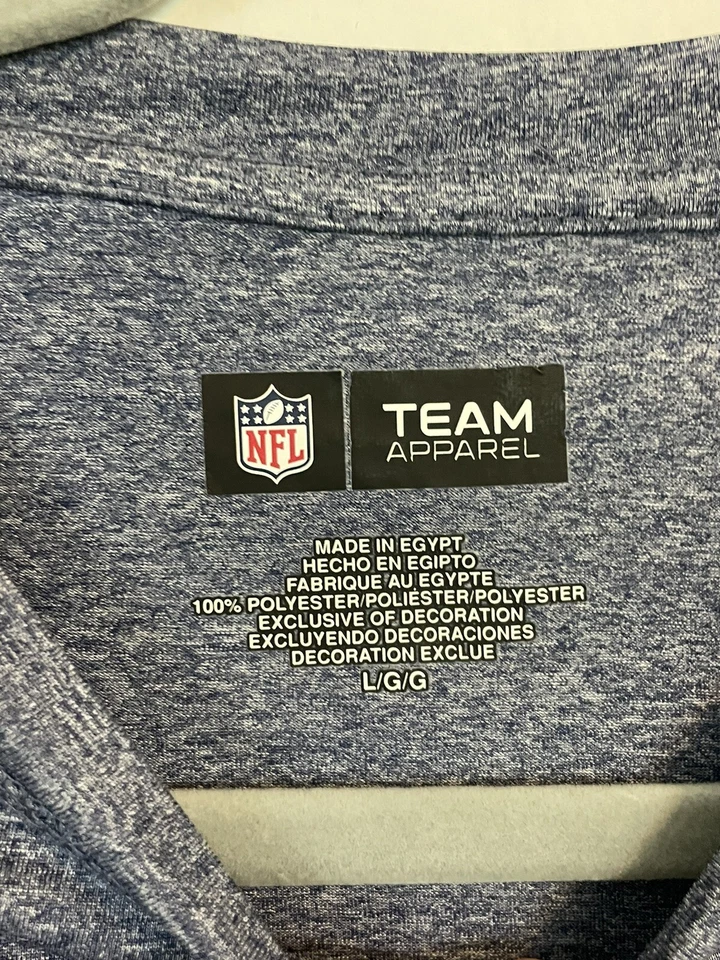 NFL
TEAM
APPAREL
MADE IN EGYPT
HECHO EN EGIPTO
FABRIQUE AU EGYPTE
100% POLYESTER/POLIÉSTER/POLYESTER
EXCLUSIVE OF DECORATION
EXCLUYENDO DECORACIONES
DECORATION EXCLUE
L/G/G